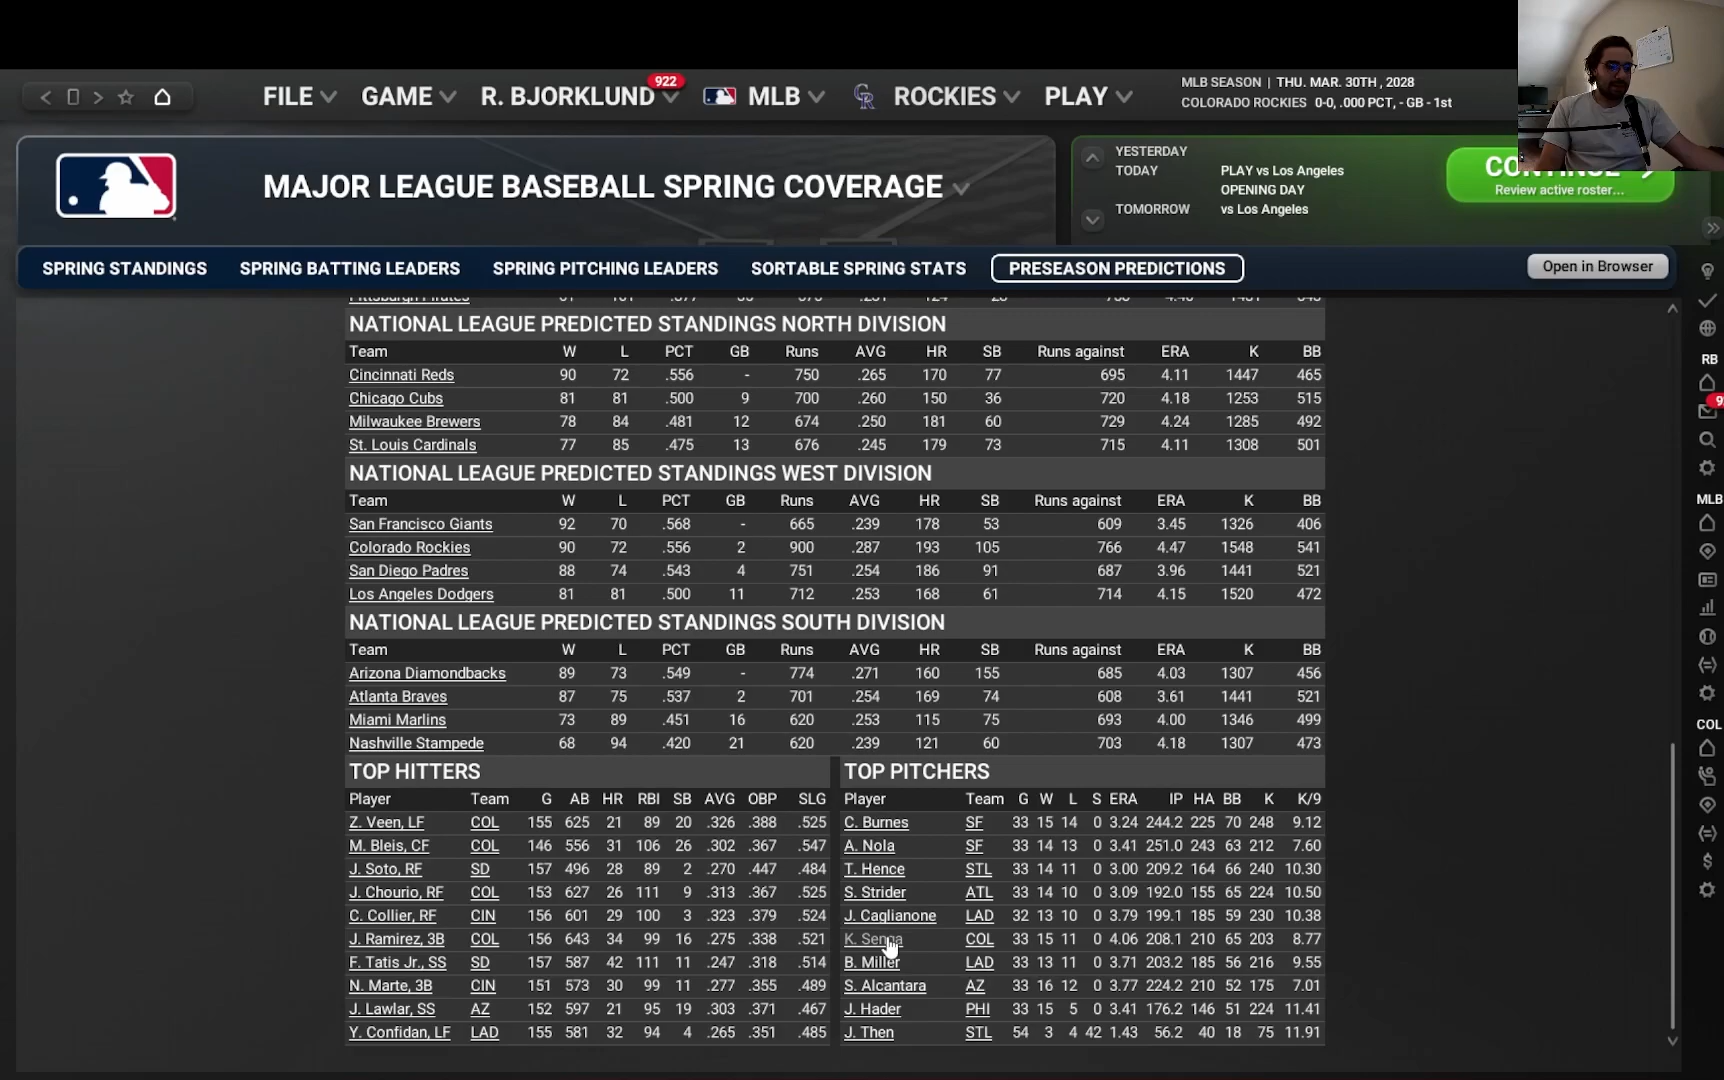 FILE GAME R. BJORKLUND 922 MLB ROCKIES PLAY
MLB SEASON | THU. MAR. 30TH , 2028
COLORADO ROCKIES 0-0, .000 PCT, - GB - 1st
MAJOR LEAGUE BASEBALL SPRING COVERAGE
YESTERDAY
TODAY PLAY vs Los Angeles
OPENING DAY
TOMORROW vs Los Angeles
Review active roster...
SPRING STANDINGS SPRING BATTING LEADERS SPRING PITCHING LEADERS SORTABLE SPRING STATS PRESEASON PREDICTIONS Open in Browser
NATIONAL LEAGUE PREDICTED STANDINGS NORTH DIVISION
Team W L PCT GB Runs AVG HR SB Runs against ERA K BB
Cincinnati Reds 90 72 .556 - 750 .265 170 77 695 4.11 1447 465
Chicago Cubs 81 81 .500 9 700 .260 150 36 720 4.18 1253 515
Milwaukee Brewers 78 84 .481 12 674 .250 181 60 729 4.24 1285 492
St. Louis Cardinals 77 85 .475 13 676 .245 179 73 715 4.11 1308 501
NATIONAL LEAGUE PREDICTED STANDINGS WEST DIVISION
Team W L PCT GB Runs AVG HR SB Runs against ERA K BB
San Francisco Giants 92 70 .568 - 665 .239 178 53 609 3.45 1326 406
Colorado Rockies 90 72 .556 2 900 .287 193 105 766 4.47 1548 541
San Diego Padres 88 74 .543 4 751 .254 186 91 687 3.96 1441 521
Los Angeles Dodgers 81 81 .500 11 712 .253 168 61 714 4.15 1520 472
NATIONAL LEAGUE PREDICTED STANDINGS SOUTH DIVISION
Team W L PCT GB Runs AVG HR SB Runs against ERA K BB
Arizona Diamondbacks 89 73 .549 - 774 .271 160 155 685 4.03 1307 456
Atlanta Braves 87 75 .537 2 701 .254 169 74 608 3.61 1441 521
Miami Marlins 73 89 .451 16 620 .253 115 75 693 4.00 1346 499
Nashville Stampede 68 94 .420 21 620 .239 121 60 703 4.18 1307 473
TOP HITTERS
Player Team G AB HR RBI SB AVG OBP SLG
Z. Veen, LF COL 155 625 21 89 20 .326 .388 .525
M. Bleis, CF COL 146 556 31 106 26 .302 .367 .547
J. Soto, RF SD 157 496 28 89 2 .270 .447 .484
J. Chourio, RF COL 153 627 26 111 9 .313 .367 .525
C. Collier, RF CIN 156 601 29 100 3 .323 .379 .524
J. Ramirez, 3B COL 156 643 34 99 16 .275 .338 .521
F. Tatis Jr., SS SD 157 587 42 111 11 .247 .318 .514
N. Marte, 3B CIN 151 573 30 99 11 .277 .355 .489
J. Lawlar, SS AZ 152 597 21 95 19 .303 .371 .467
Y. Confidan, LF LAD 155 581 32 94 4 .265 .351 .485
TOP PITCHERS
Player Team G W L S ERA IP HA BB K K/9
C. Burnes SF 33 15 14 0 3.24 244.2 225 70 248 9.12
A. Nola SF 33 14 13 0 3.41 251.0 243 63 212 7.60
T. Hence STL 33 14 11 0 3.00 209.2 164 66 240 10.30
S. Strider ATL 33 14 10 0 3.09 192.0 155 65 224 10.50
J. Caglianone LAD 32 13 10 0 3.79 199.1 185 59 230 10.38
K. Senga COL 33 15 11 0 4.06 208.1 210 65 203 8.77
B. Miller LAD 33 13 11 0 3.71 203.2 185 56 216 9.55
S. Alcantara AZ 33 16 12 0 3.77 224.2 210 52 175 7.01
J. Hader PHI 33 15 5 0 3.41 176.2 146 51 224 11.41
J. Then STL 54 3 4 42 1.43 56.2 40 18 75 11.91
RB
MLB
COL